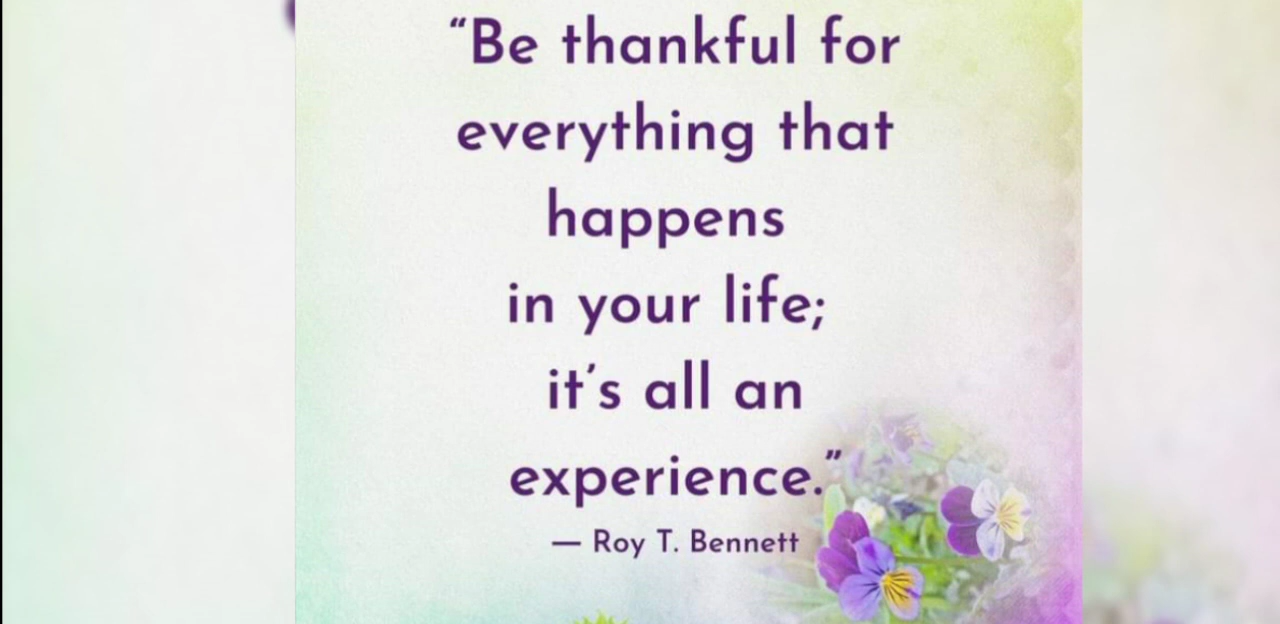 “Be thankful for
everything that
happens
in your life;
it’s all an
experience.”
— Roy T. Bennett